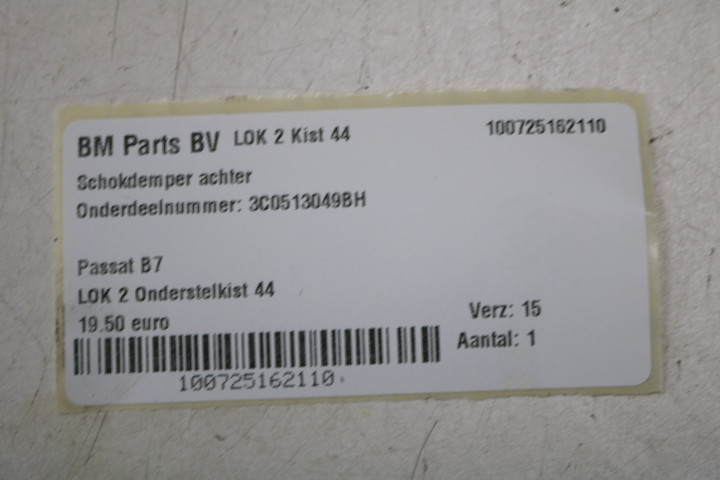 BM Parts BV LOK 2 Kist 44 100725162110
Schokdemper achter
Onderdeelnummer: 3C0513049BH
Passat B7
LOK 2 Onderstelkist 44
19.50 euro
Verz: 15
Aantal: 1
100725162110